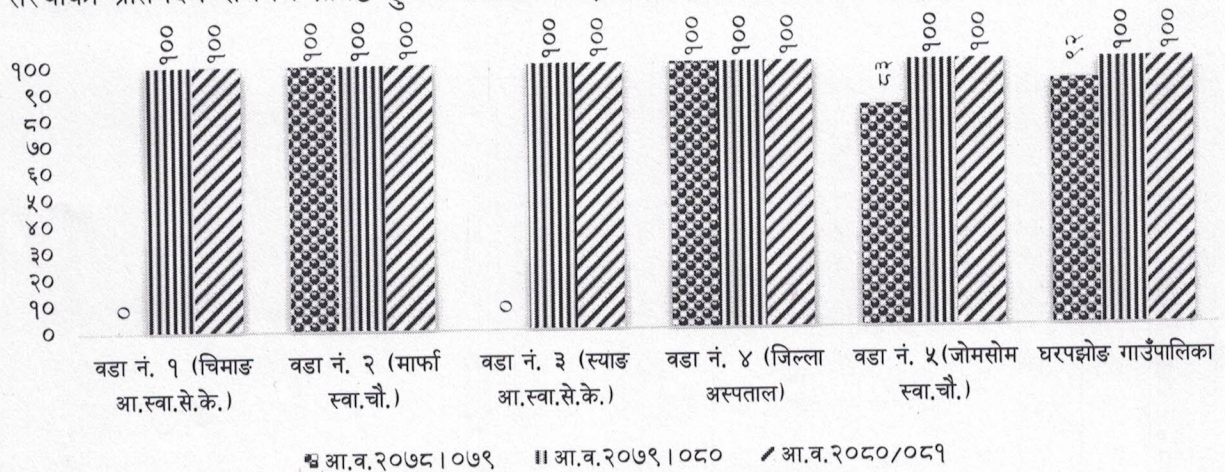 १०० १०० १०० १०० १०० १०० १०० १०० १०० १०० ८३ १०० १०० ९२ १०० १००
१००
९०
८०
७०
६०
५०
४०
३०
२०
१०
०
० ०
वडा नं. १ (चिमाङ आ.स्वा.से.के.)
वडा नं. २ (मार्फा स्वा.चौ.)
वडा नं. ३ (स्याङ आ.स्वा.से.के.)
वडा नं. ४ (जिल्ला अस्पताल)
वडा नं. ५(जोमसोम स्वा.चौ.)
घरपझोङ गाउँपालिका
आ.व.२०७८।०७९ आ.व.२०७९।०८० आ.व.२०८०/०८१